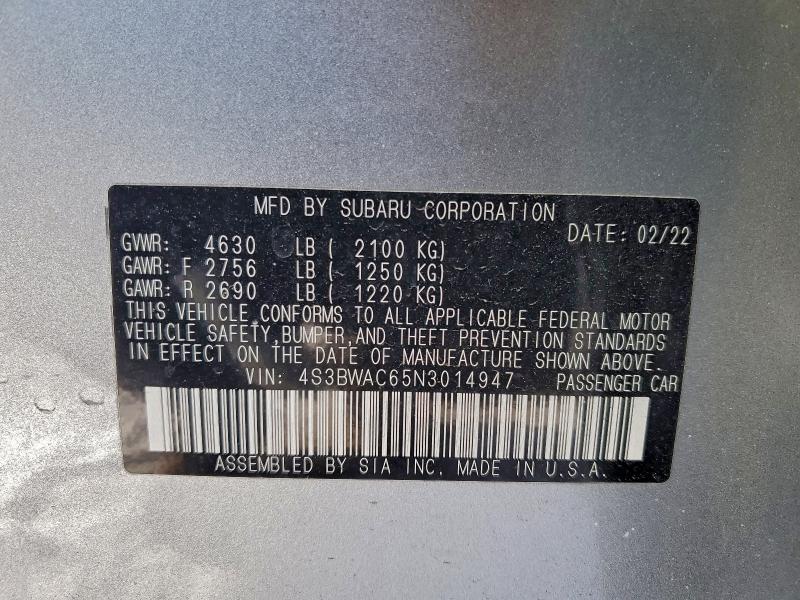 MFD BY SUBARU CORPORATION
DATE: 02/22
GVWR: 4630 LB ( 2100 KG)
GAWR: F 2756 LB ( 1250 KG)
GAWR: R 2690 LB ( 1220 KG)
THIS VEHICLE CONFORMS TO ALL APPLICABLE FEDERAL MOTOR
VEHICLE SAFETY, BUMPER, AND THEFT PREVENTION STANDARDS
IN EFFECT ON THE DATE OF MANUFACTURE SHOWN ABOVE.
VIN: 4S3BWAC65N3014947 PASSENGER CAR
ASSEMBLED BY SIA INC. MADE IN U.S.A.